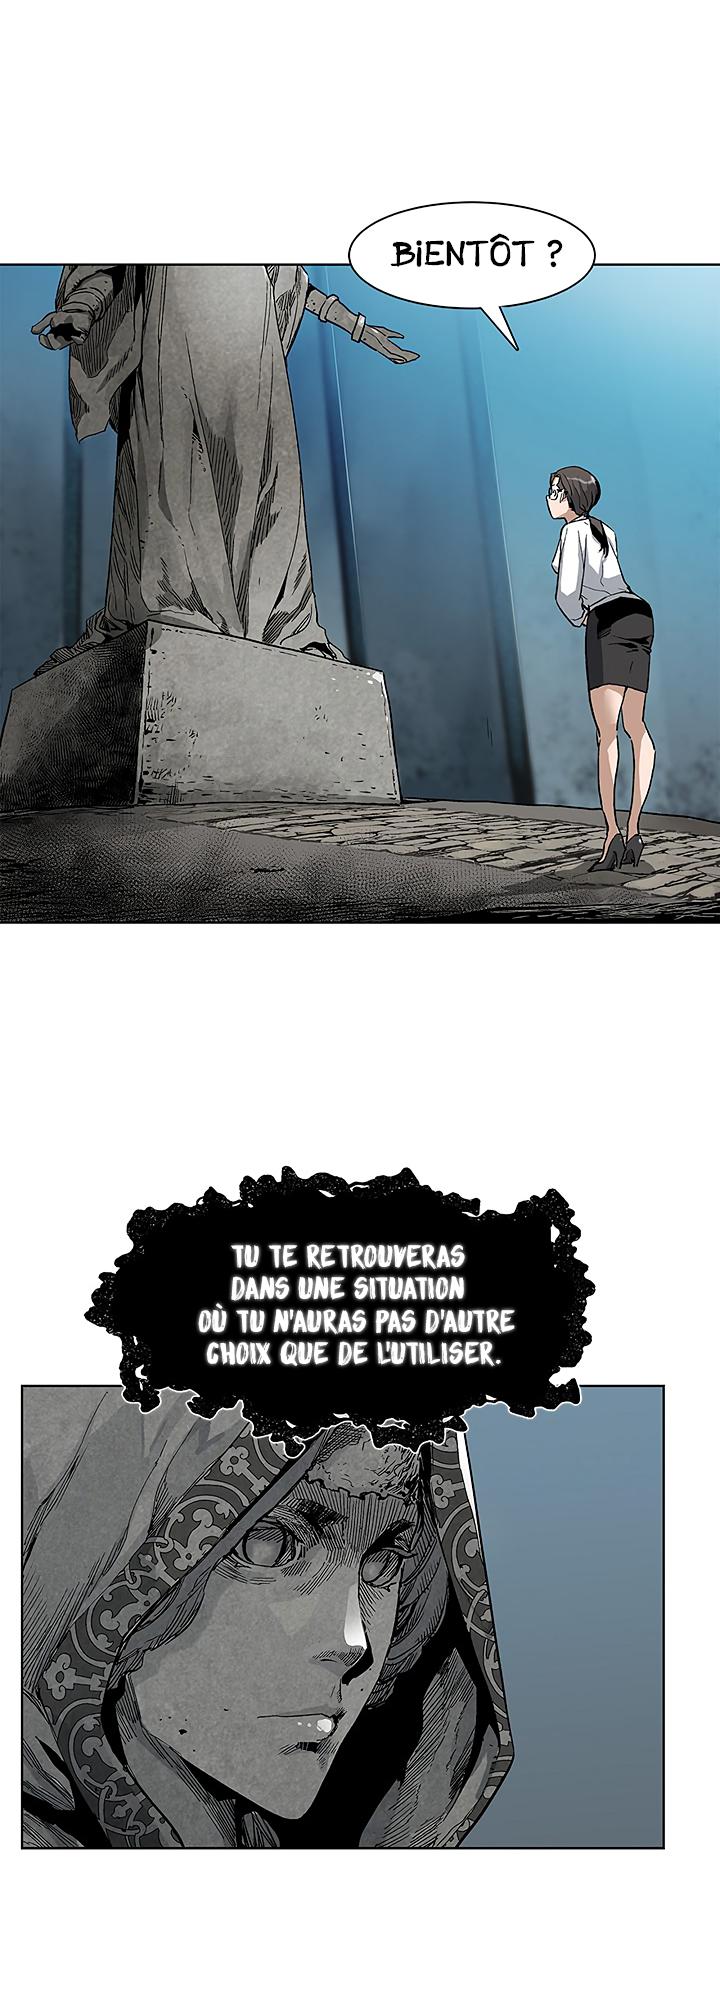 BIENTÔT ?
TU TE RETROUVERAS
DANS UNE SITUATION
OÙ TU N'AURAS PAS D'AUTRE
CHOIX QUE DE L'UTILISER.